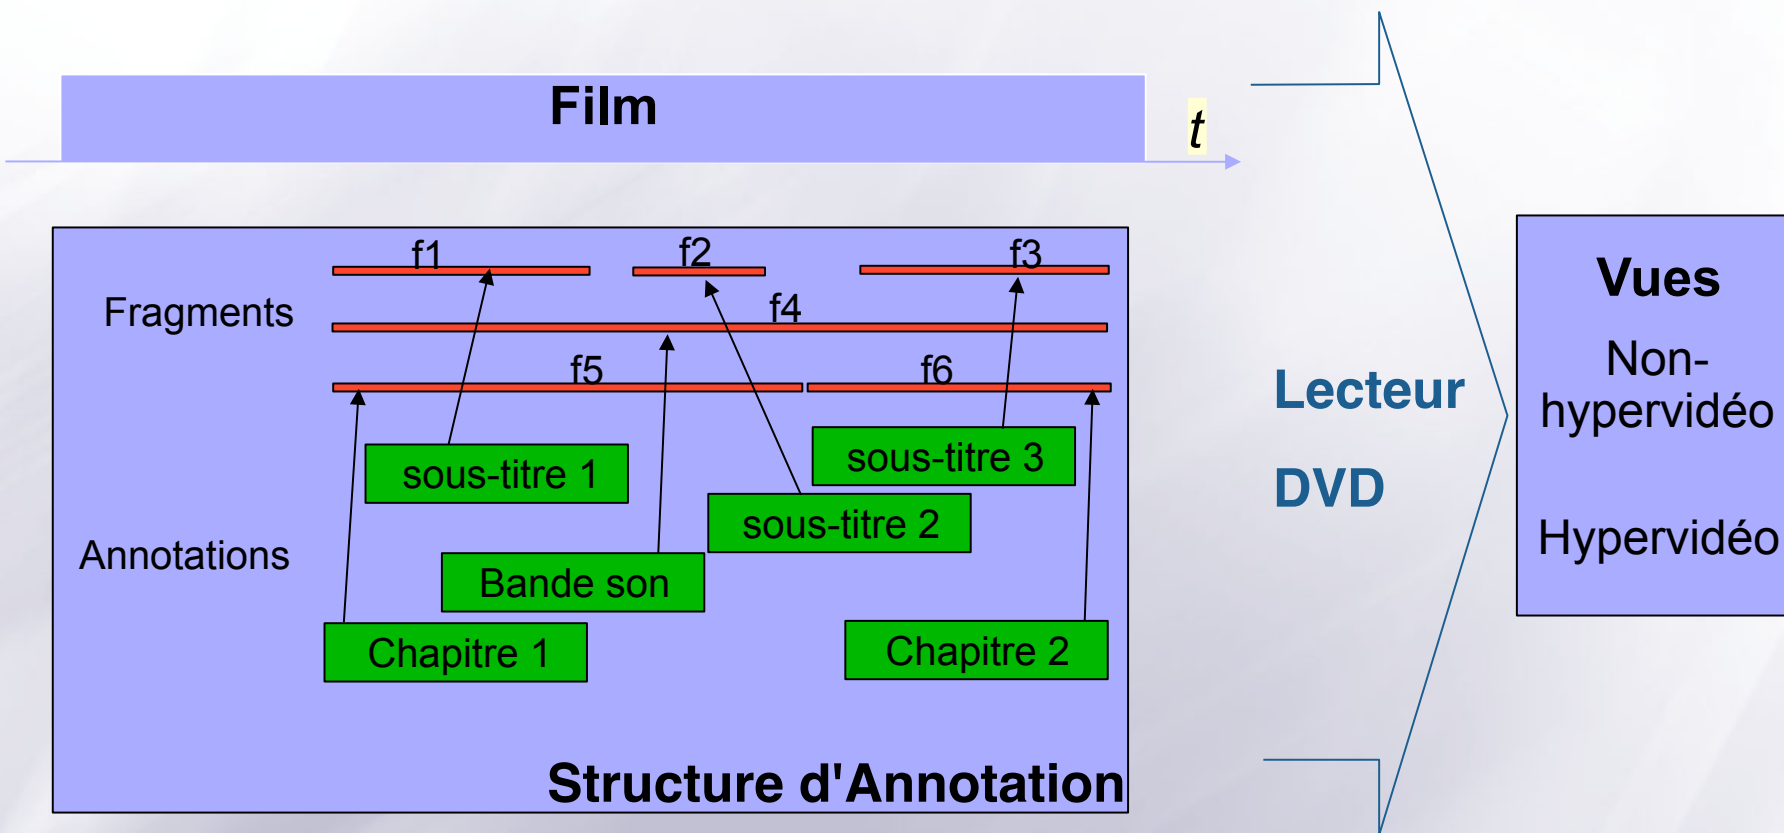 Film
t
f1
f2
f3
Fragments
f4
f5
f6
sous-titre 1
sous-titre 3
sous-titre 2
Annotations
Bande son
Chapitre 1
Chapitre 2
Structure d'Annotation
Lecteur
DVD
Vues
Non-
hypervidéo
Hypervidéo